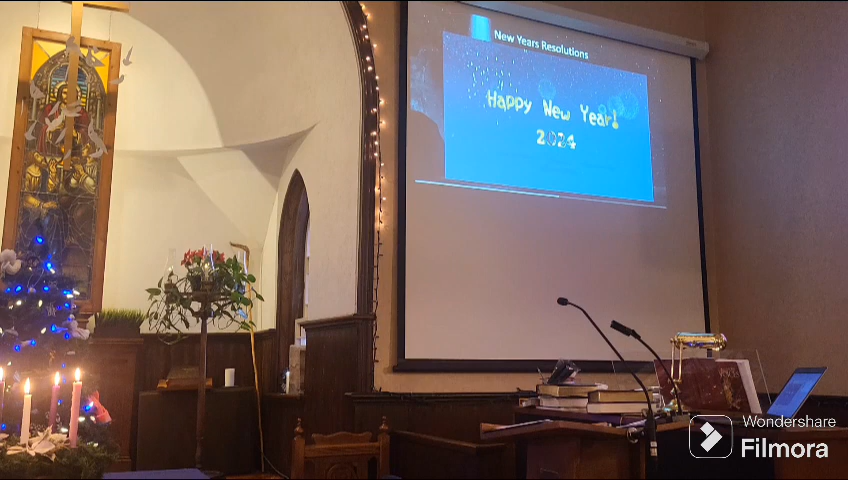 New Years Resolutions
Happy New Year!
2024
Wondershare
Filmora